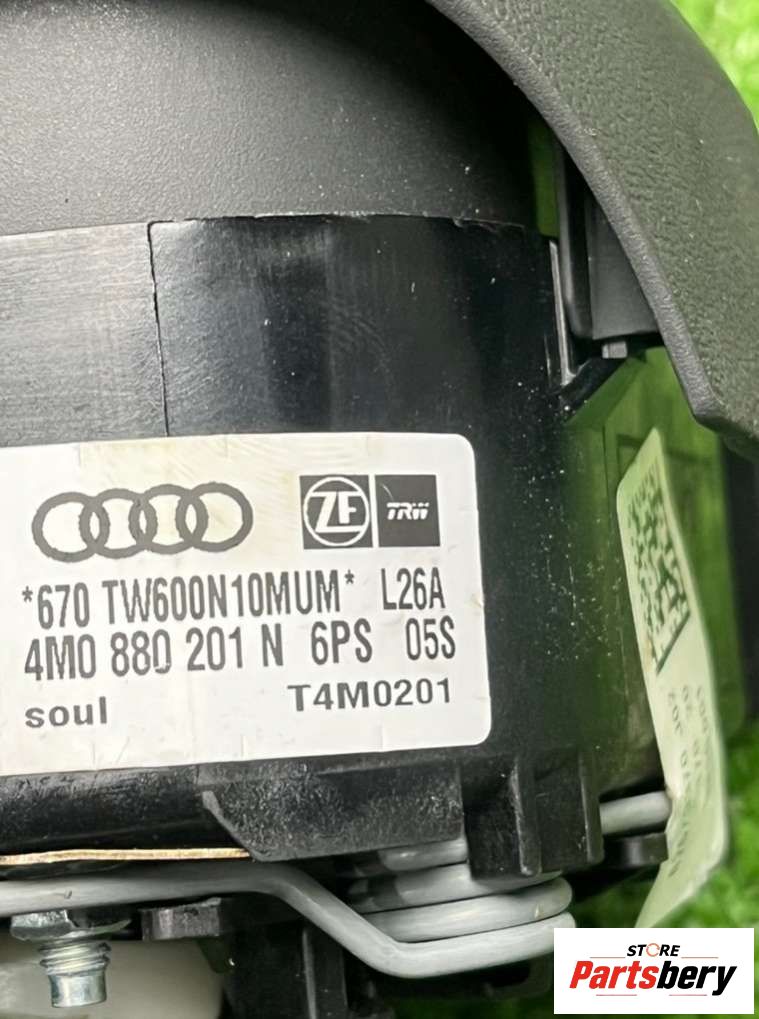 ZF TRW
*670 TW600N10MUM* L26A
4M0 880 201 N 6PS 05S
soul T4M0201
STORE
Partsbery